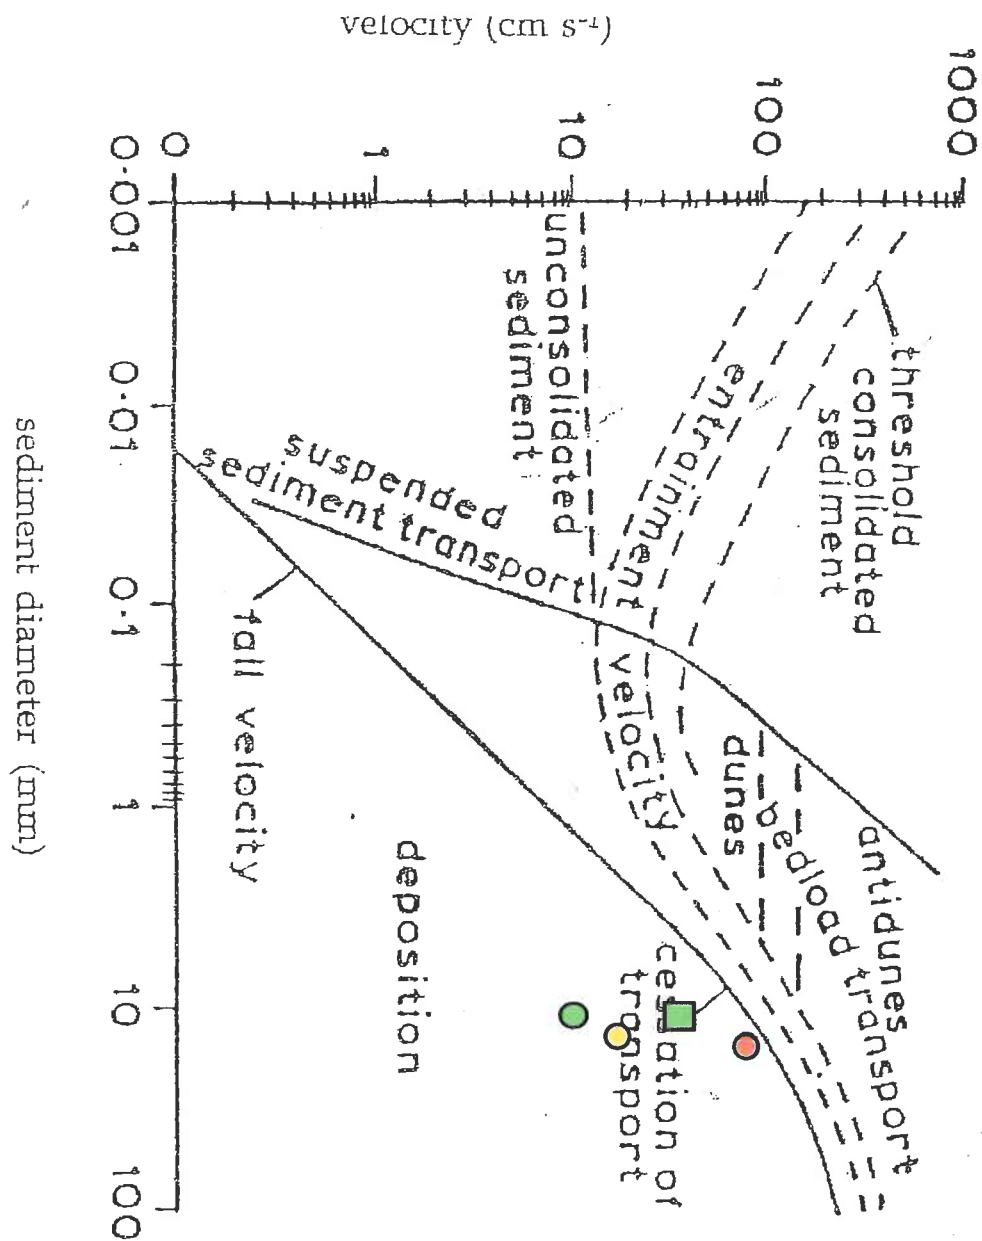 velocity (cm s⁻¹)
1000
100
10
1
0
0·001
0·01
0·1
1
10
100
sediment diameter (mm)
threshold
consolidated
sediment
unconsolidated
sediment
entrainment
velocity
suspended
sediment transport
fall velocity
dunes
bedload transport
antidunes
deposition
cessation of
transport